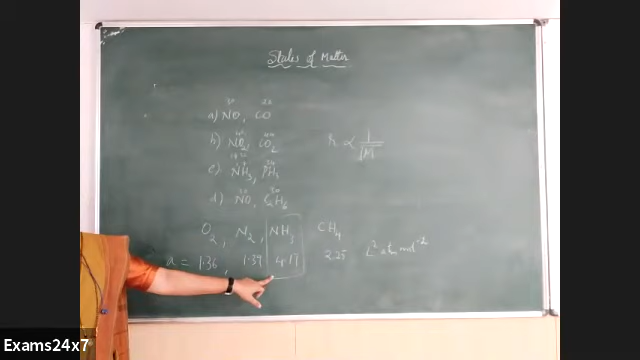 States of Matter
a) NO, CO
b) NO2, CO2
c) NH3, PH3
d) NO, C2H6
r ∝ 1/√M
O2, N2, NH3 CH4
a = 1.36, 1.39 4.17 2.25 L² atm mol⁻²
Exams24x7